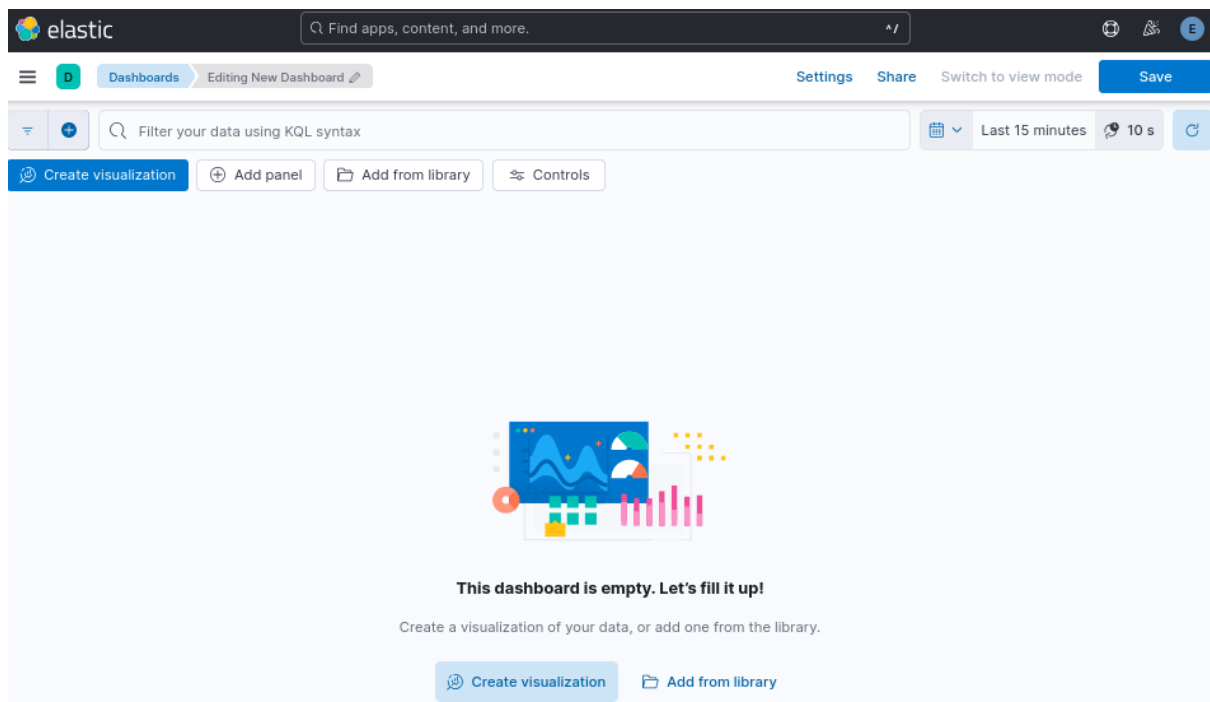 elastic Find apps, content, and more. ^/ E
D Dashboards Editing New Dashboard Settings Share Switch to view mode Save
Filter your data using KQL syntax Last 15 minutes 10 s
Create visualization Add panel Add from library Controls
This dashboard is empty. Let’s fill it up!
Create a visualization of your data, or add one from the library.
Create visualization Add from library